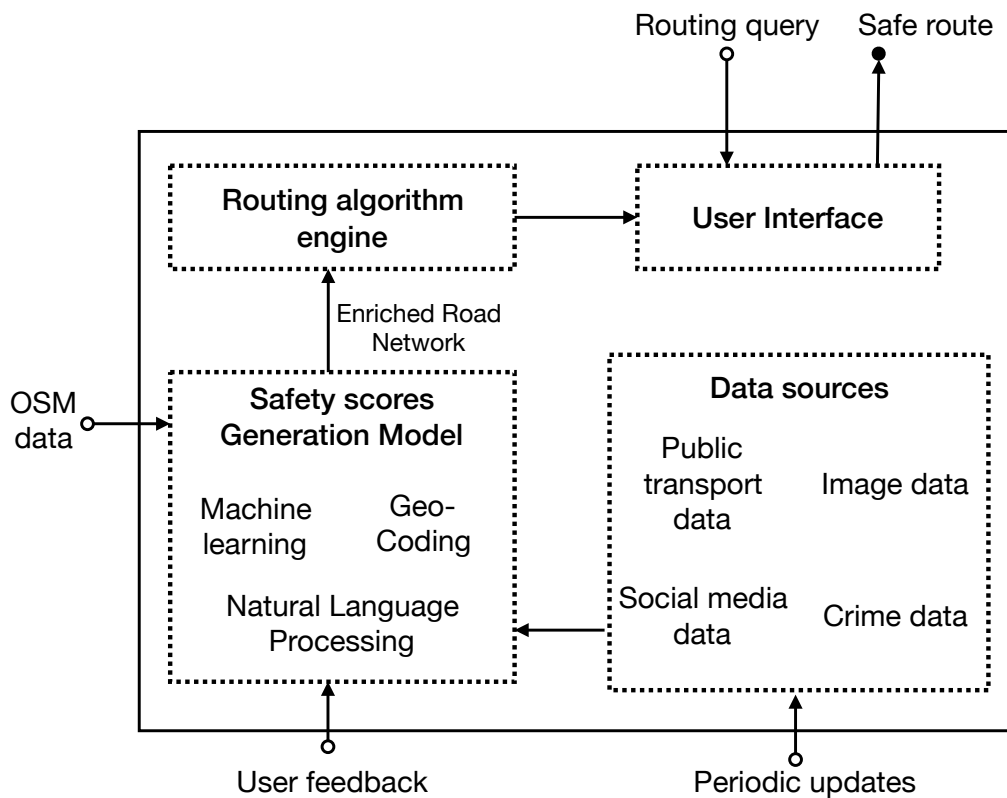 Routing query
Safe route
Routing algorithm
engine
User Interface
Enriched Road
Network
OSM
data
Safety scores
Generation Model
Machine
learning
Geo-
Coding
Natural Language
Processing
Data sources
Public
transport
data
Image data
Social media
data
Crime data
User feedback
Periodic updates